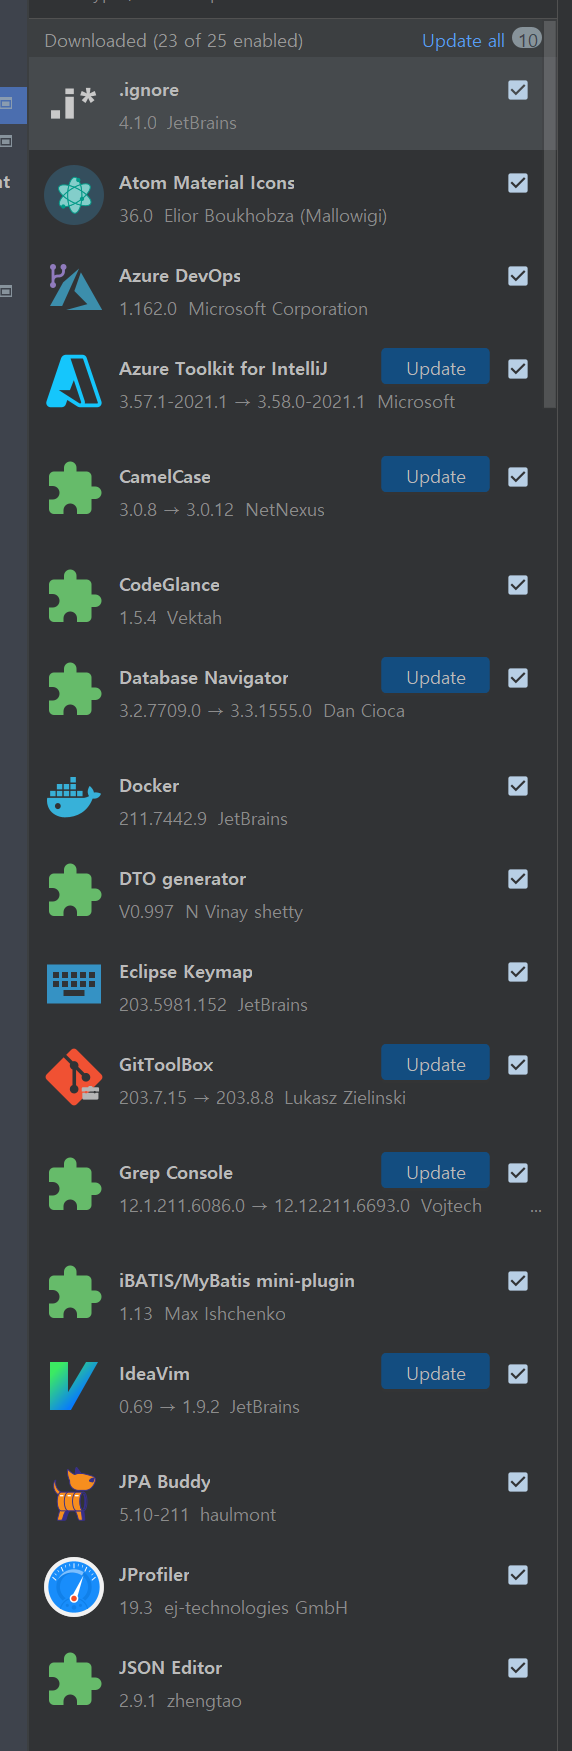 Downloaded (23 of 25 enabled) Update all 10
.i* .ignore
4.1.0 JetBrains
Atom Material Icons
36.0 Elior Boukhobza (Mallowigi)
Azure DevOps
1.162.0 Microsoft Corporation
Azure Toolkit for IntelliJ Update
3.57.1-2021.1 → 3.58.0-2021.1 Microsoft
CamelCase Update
3.0.8 → 3.0.12 NetNexus
CodeGlance
1.5.4 Vektah
Database Navigator Update
3.2.7709.0 → 3.3.1555.0 Dan Cioca
Docker
211.7442.9 JetBrains
DTO generator
V0.997 N Vinay shetty
Eclipse Keymap
203.5981.152 JetBrains
GitToolBox Update
203.7.15 → 203.8.8 Lukasz Zielinski
Grep Console Update
12.1.211.6086.0 → 12.12.211.6693.0 Vojtech ...
iBATIS/MyBatis mini-plugin
1.13 Max Ishchenko
IdeaVim Update
0.69 → 1.9.2 JetBrains
JPA Buddy
5.10-211 haulmont
JProfiler
19.3 ej-technologies GmbH
JSON Editor
2.9.1 zhengtao